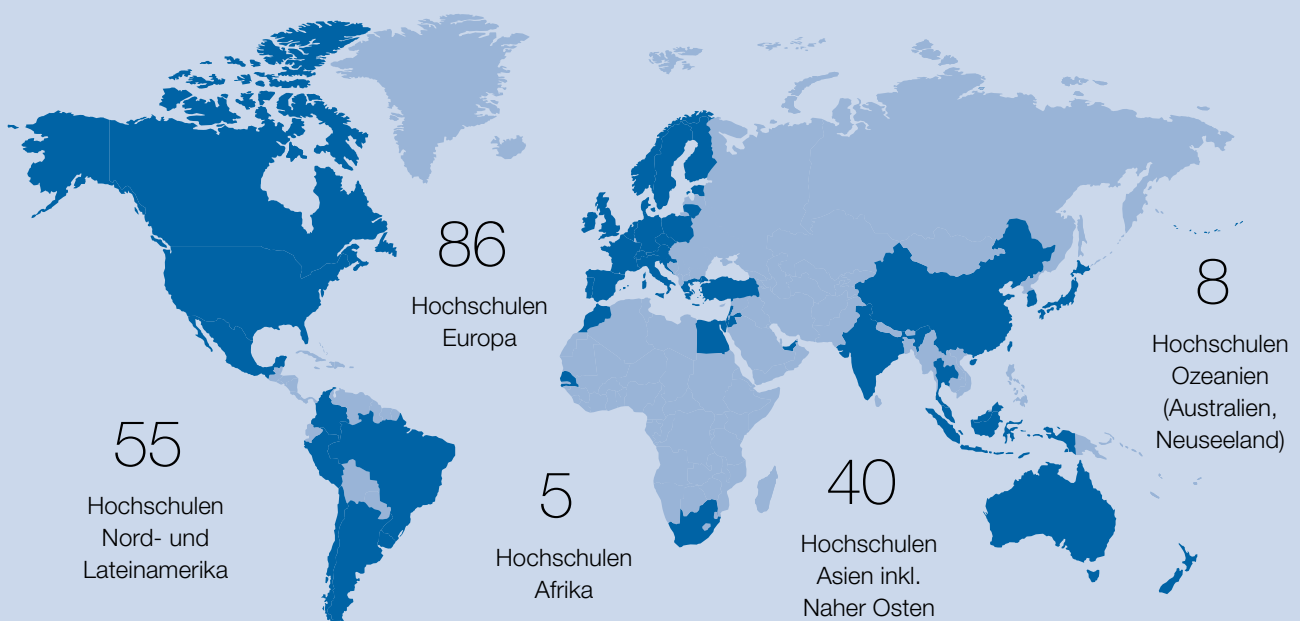 86
Hochschulen
Europa
8
Hochschulen
Ozeanien
(Australien,
Neuseeland)
55
Hochschulen
Nord- und
Lateinamerika
5
Hochschulen
Afrika
40
Hochschulen
Asien inkl.
Naher Osten